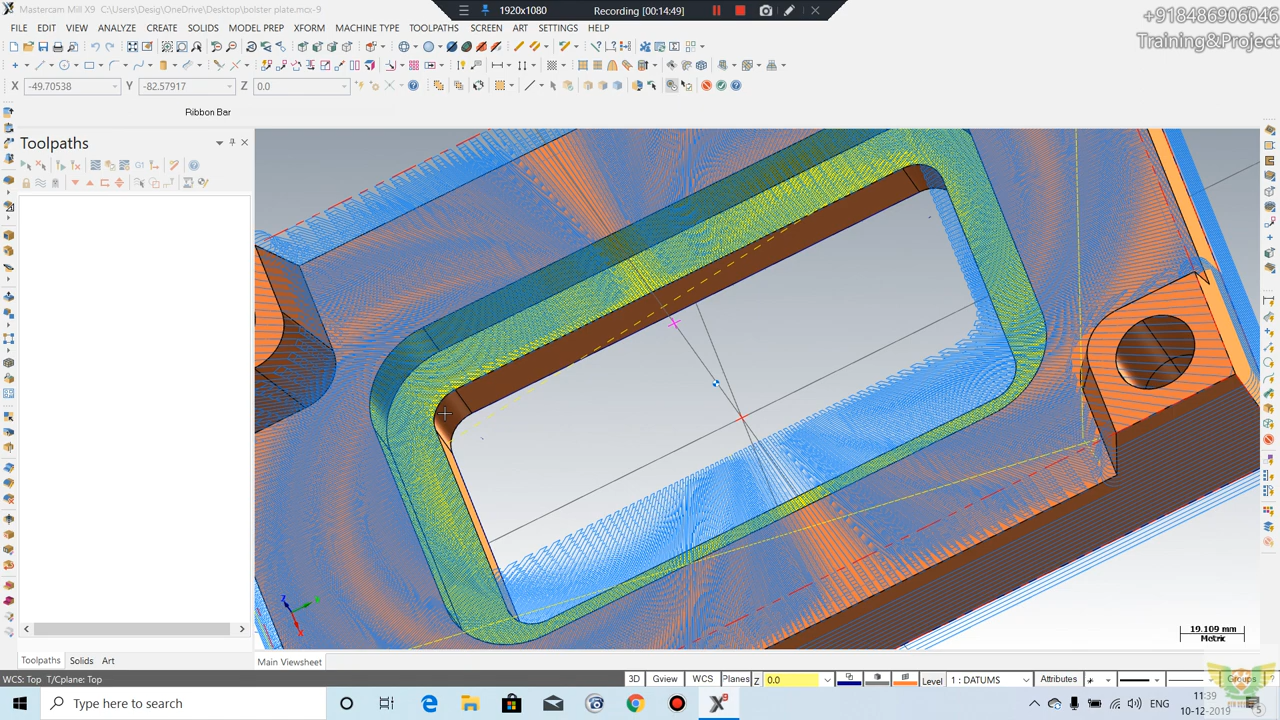 Mastercam Mill X9 C:\Users\Desig\OneDrive\Desktop\bolster plate.mcx-9
1920x1080
Recording [00:14:49]
+918486906046
Training&Project
FILE EDIT VIEW ANALYZE CREATE SOLIDS MODEL PREP XFORM MACHINE TYPE TOOLPATHS SCREEN ART SETTINGS HELP
X -49.70538 Y -82.57917 Z 0.0
Ribbon Bar
Toolpaths
G1
19.109 mm
Metric
Toolpaths Solids Art
Main Viewsheet
WCS: Top T/Cplane: Top
3D Gview WCS Planes Z 0.0 Level 1 : DATUMS Attributes Groups ?
Type here to search
ENG
11:39
10-12-2019
5